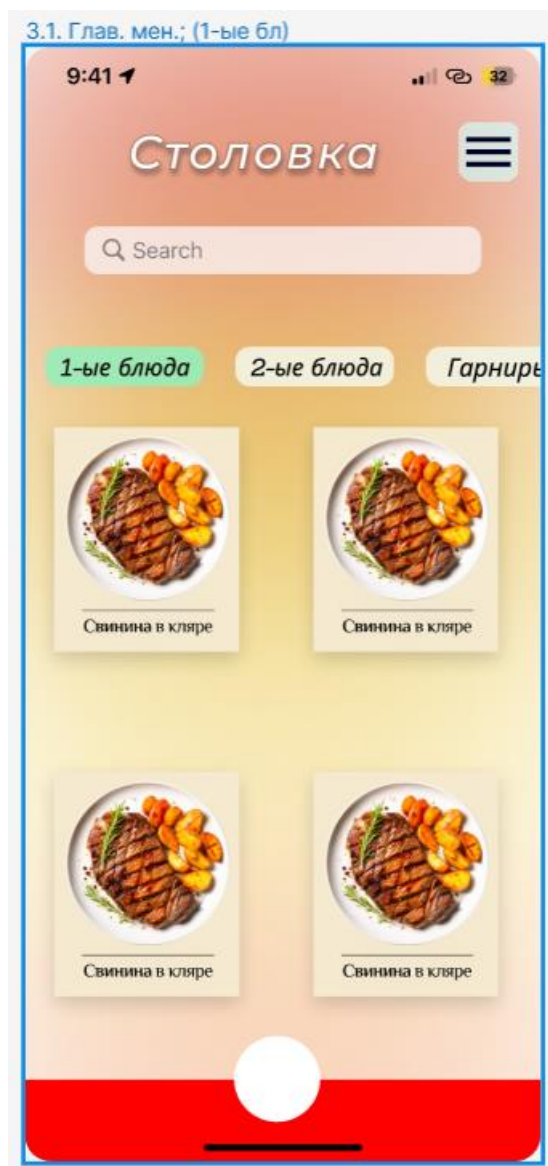 3.1. Глав. мен.; (1-ые бл)
9:41 32
Столовка
Search
1-ые блюда 2-ые блюда Гарниры
Свинина в кляре Свинина в кляре
Свинина в кляре Свинина в кляре